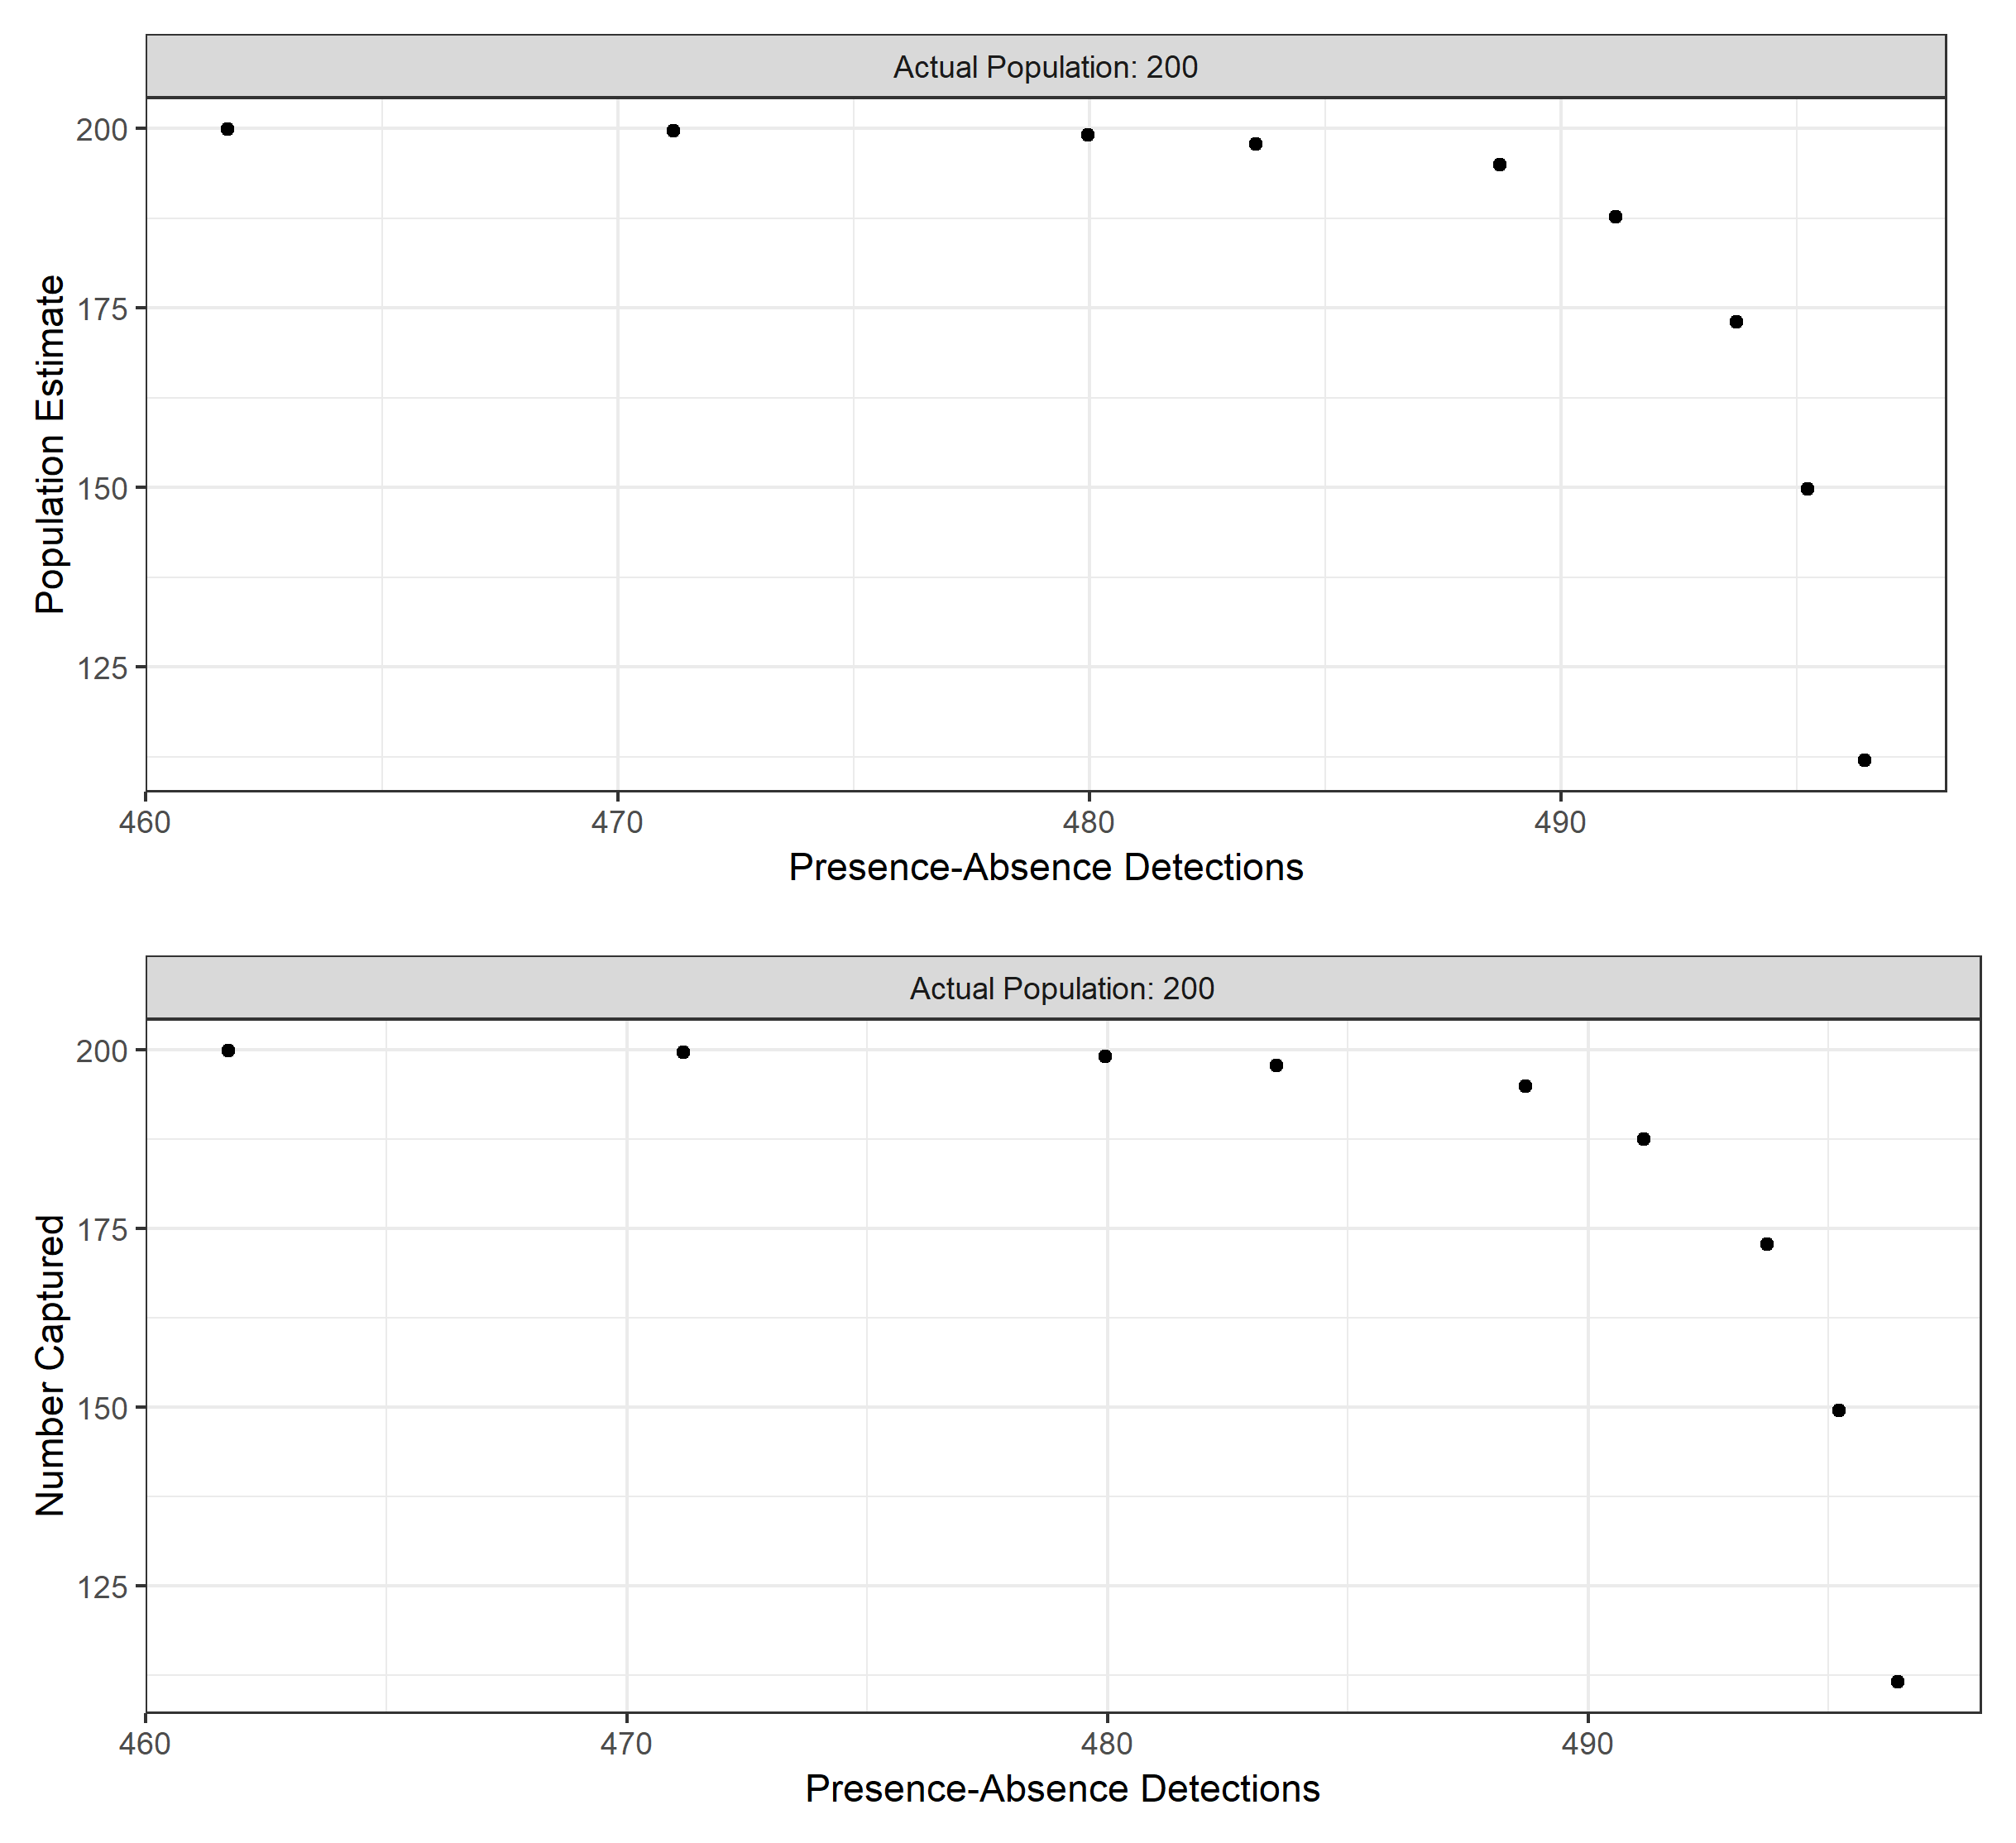 Actual Population: 200
Population Estimate
200
175
150
125
460 470 480 490
Presence-Absence Detections
Actual Population: 200
Number Captured
200
175
150
125
460 470 480 490
Presence-Absence Detections